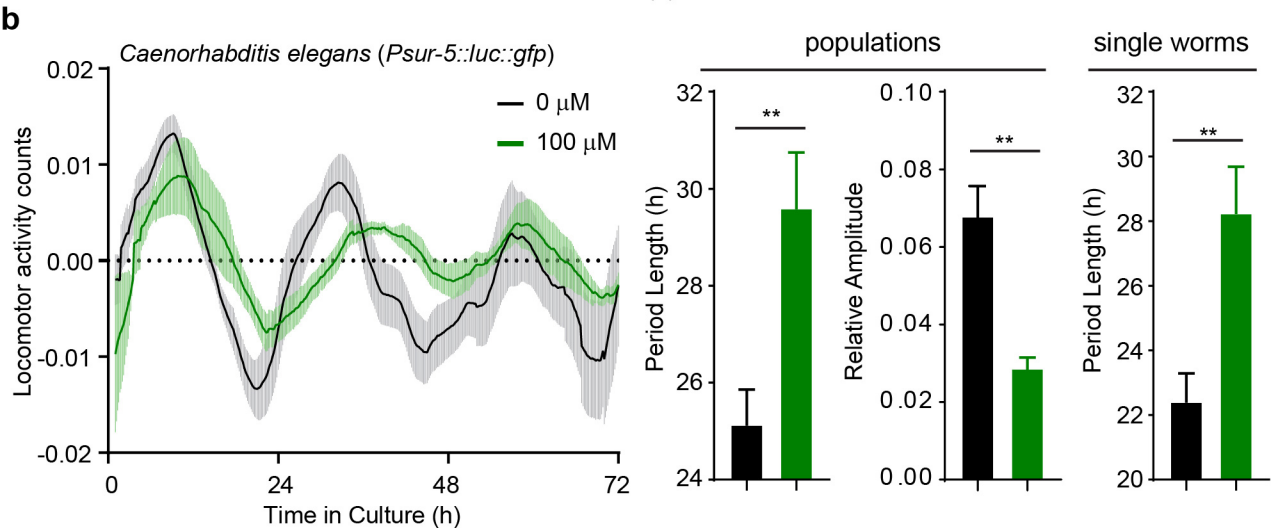 b
Caenorhabditis elegans (Psur-5::luc::gfp)
0 μM
100 μM
Locomotor activity counts
0.02
0.01
0.00
-0.01
-0.02
0
24
48
72
Time in Culture (h)
populations
single worms
Period Length (h)
32
30
28
26
24
**
Relative Amplitude
0.10
0.08
0.06
0.04
0.02
0.00
**
Period Length (h)
32
30
28
26
24
22
20
**